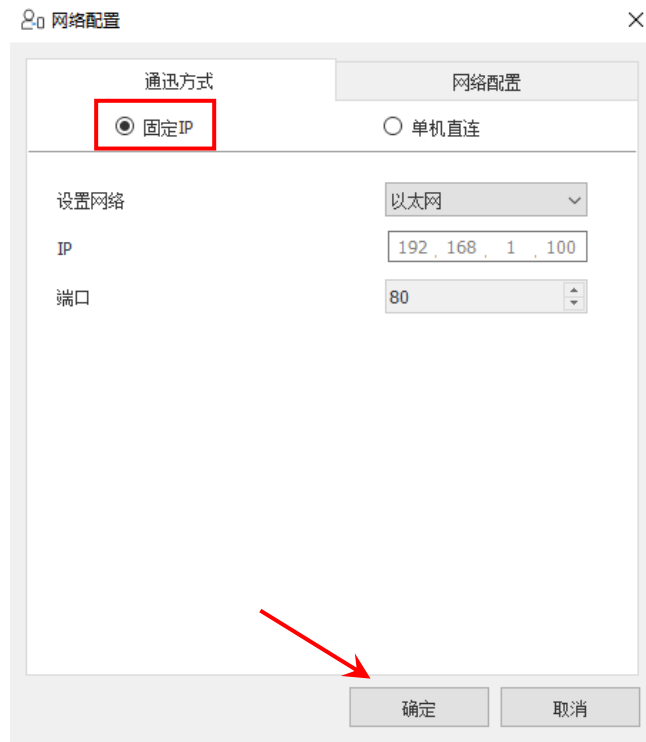 网络配置
通迅方式 网络配置
固定IP 单机直连
设置网络 以太网
IP 192 . 168 . 1 . 100
端口 80
确定 取消